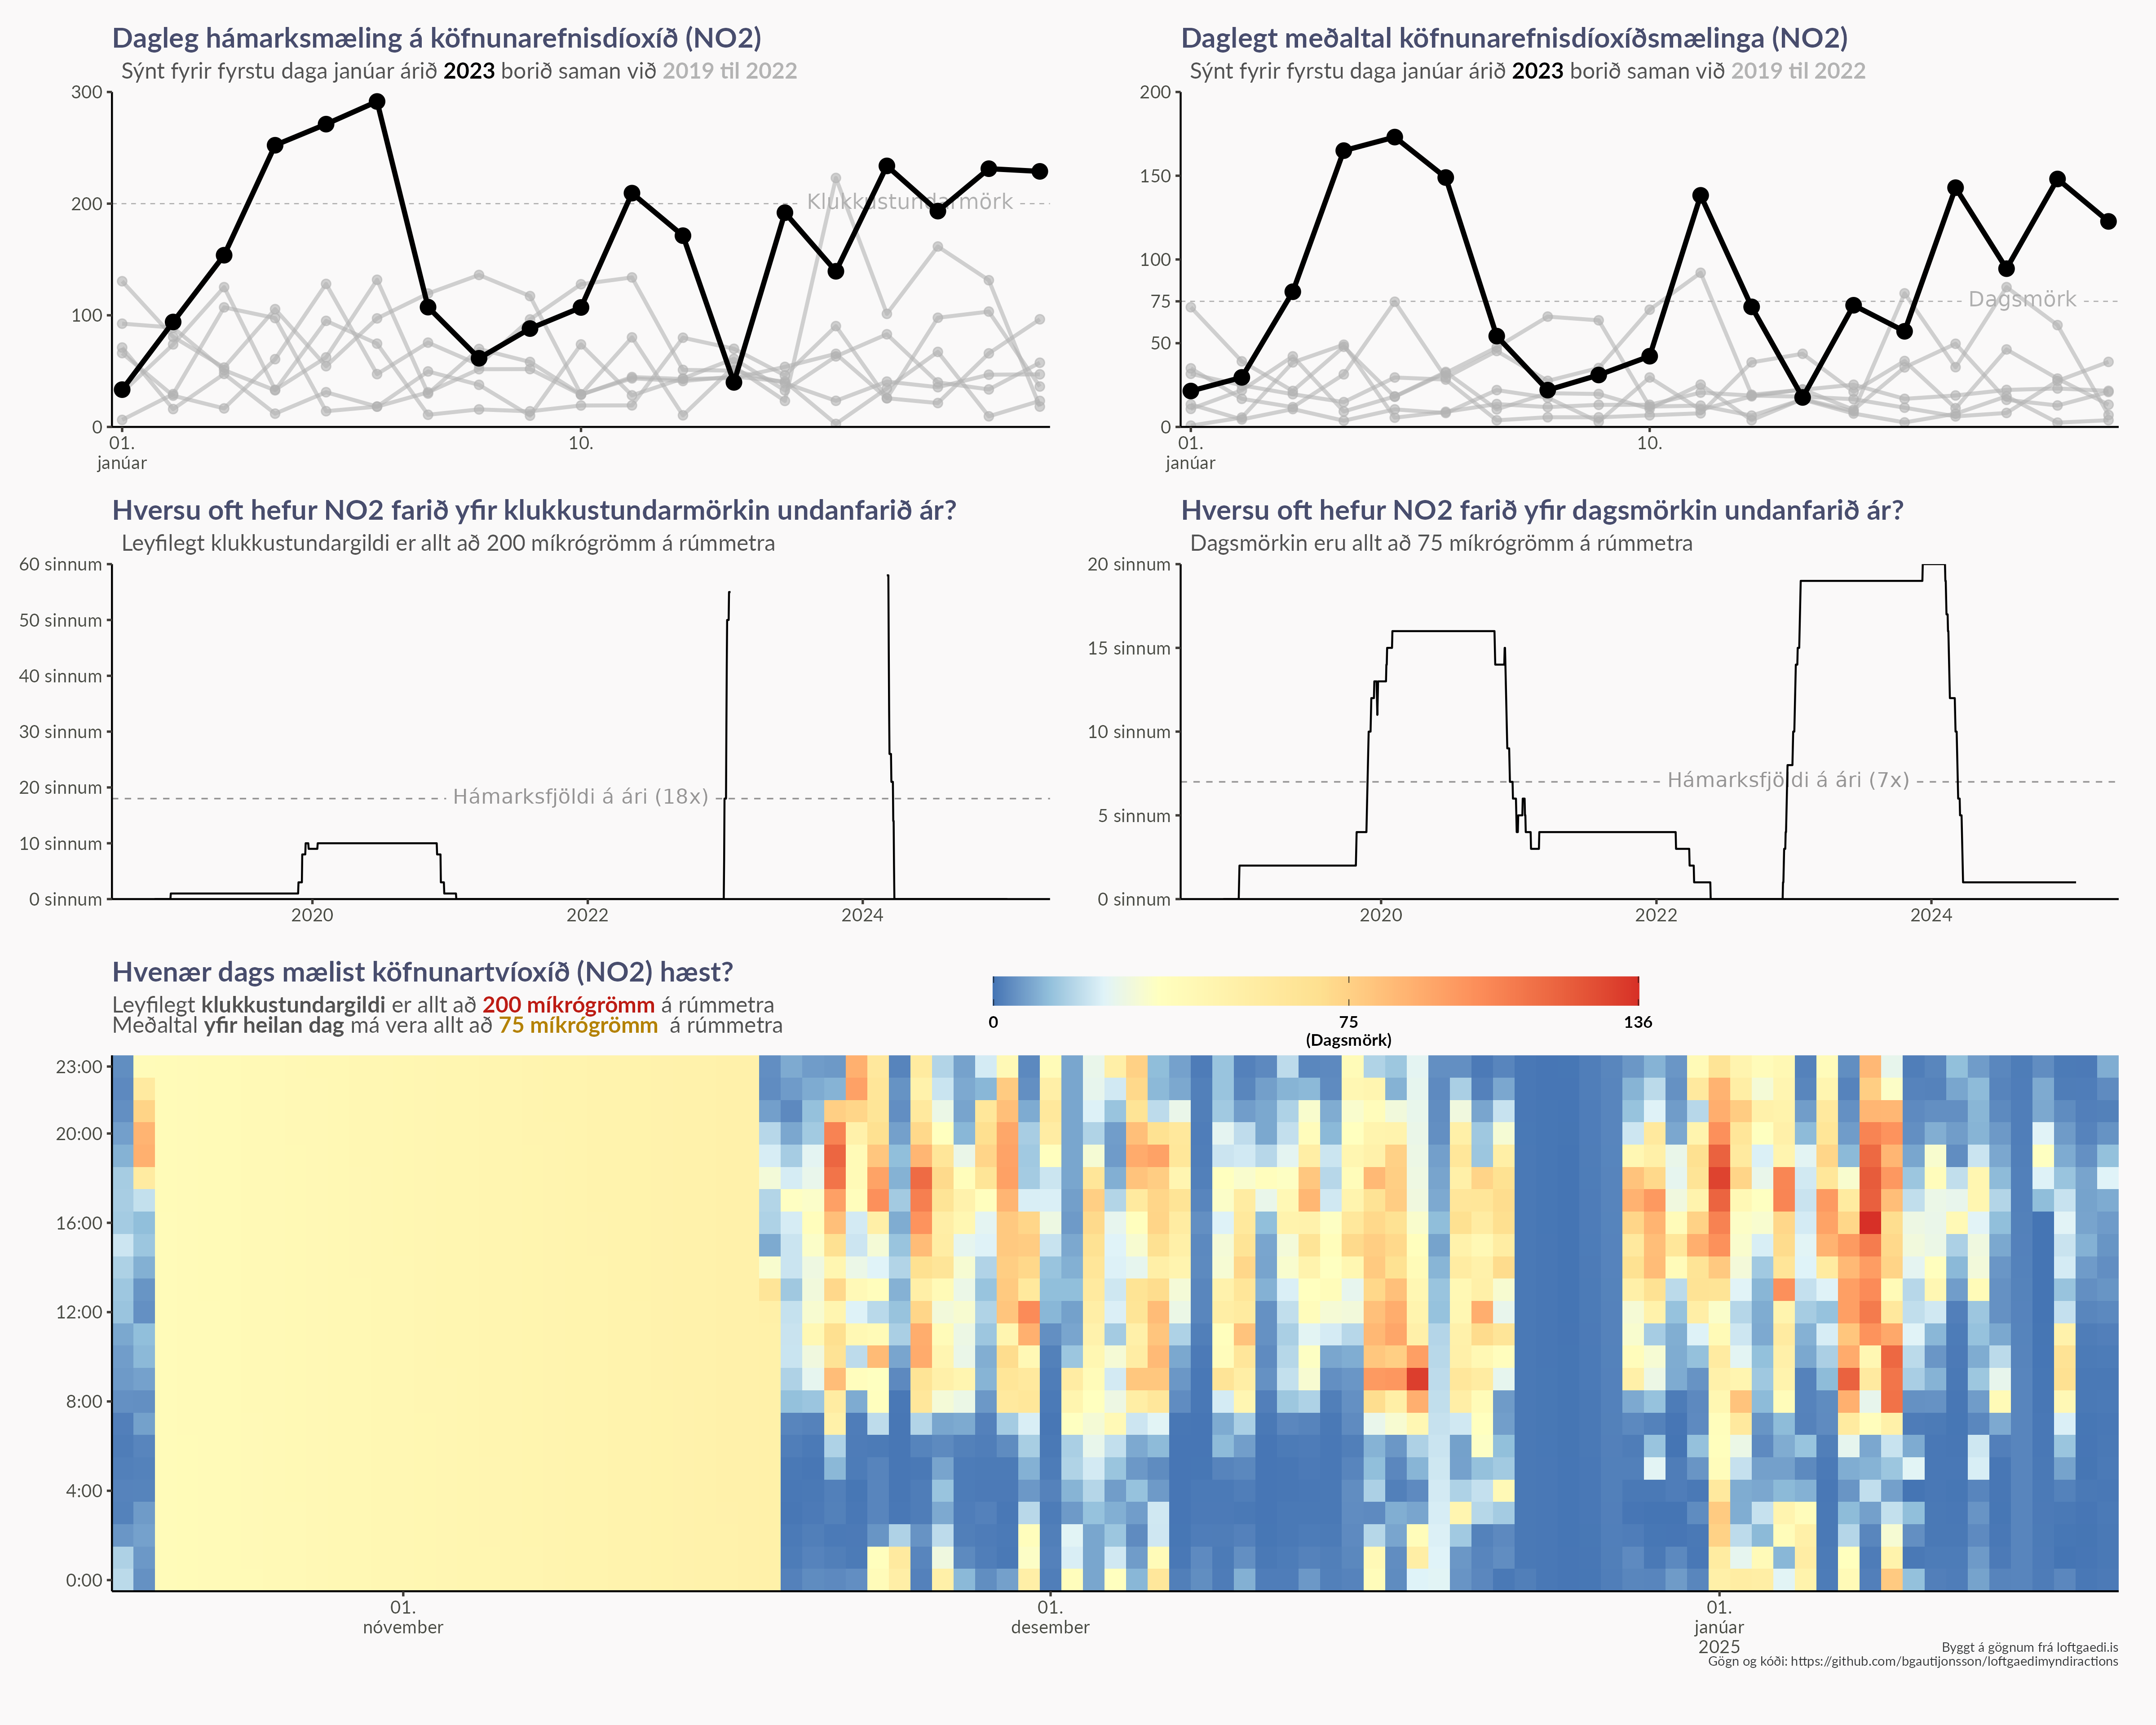 Dagleg hámarksmæling á köfnunarefnisdíoxíð (NO2)
Sýnt fyrir fyrstu daga janúar árið 2023 borið saman við 2019 til 2022
300
200
100
0
Klukkustundarmörk
01.
janúar
10.
Daglegt meðaltal köfnunarefnisdíoxíðsmælinga (NO2)
Sýnt fyrir fyrstu daga janúar árið 2023 borið saman við 2019 til 2022
200
150
100
75
50
0
Dagsmörk
01.
janúar
10.
Hversu oft hefur NO2 farið yfir klukkustundarmörkin undanfarið ár?
Leyfilegt klukkustundargildi er allt að 200 míkrógrömm á rúmmetra
60 sinnum
50 sinnum
40 sinnum
30 sinnum
20 sinnum
10 sinnum
0 sinnum
Hámarksfjöldi á ári (18x)
2020
2022
2024
Hversu oft hefur NO2 farið yfir dagsmörkin undanfarið ár?
Dagsmörkin eru allt að 75 míkrógrömm á rúmmetra
20 sinnum
15 sinnum
10 sinnum
5 sinnum
0 sinnum
Hámarksfjöldi á ári (7x)
2020
2022
2024
Hvenær dags mælist köfnunartvíoxíð (NO2) hæst?
Leyfilegt klukkustundargildi er allt að 200 míkrógrömm á rúmmetra
Meðaltal yfir heilan dag má vera allt að 75 míkrógrömm á rúmmetra
0
75
(Dagsmörk)
136
23:00
20:00
16:00
12:00
8:00
4:00
0:00
01.
nóvember
01.
desember
01.
janúar
2025
Byggt á gögnum frá loftgaedi.is
Gögn og kóði: https://github.com/bgautijonsson/loftgaedimyndiractions